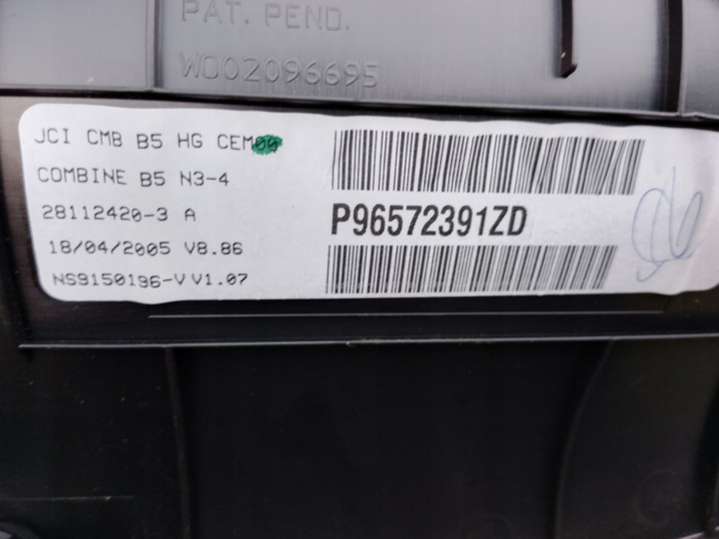 PAT. PEND.
W002096695
JCI CMB B5 HG CEM00
COMBINE B5 N3-4
28112420-3 A
18/04/2005 V8.86
NS9150196-V V1.07
P96572391ZD